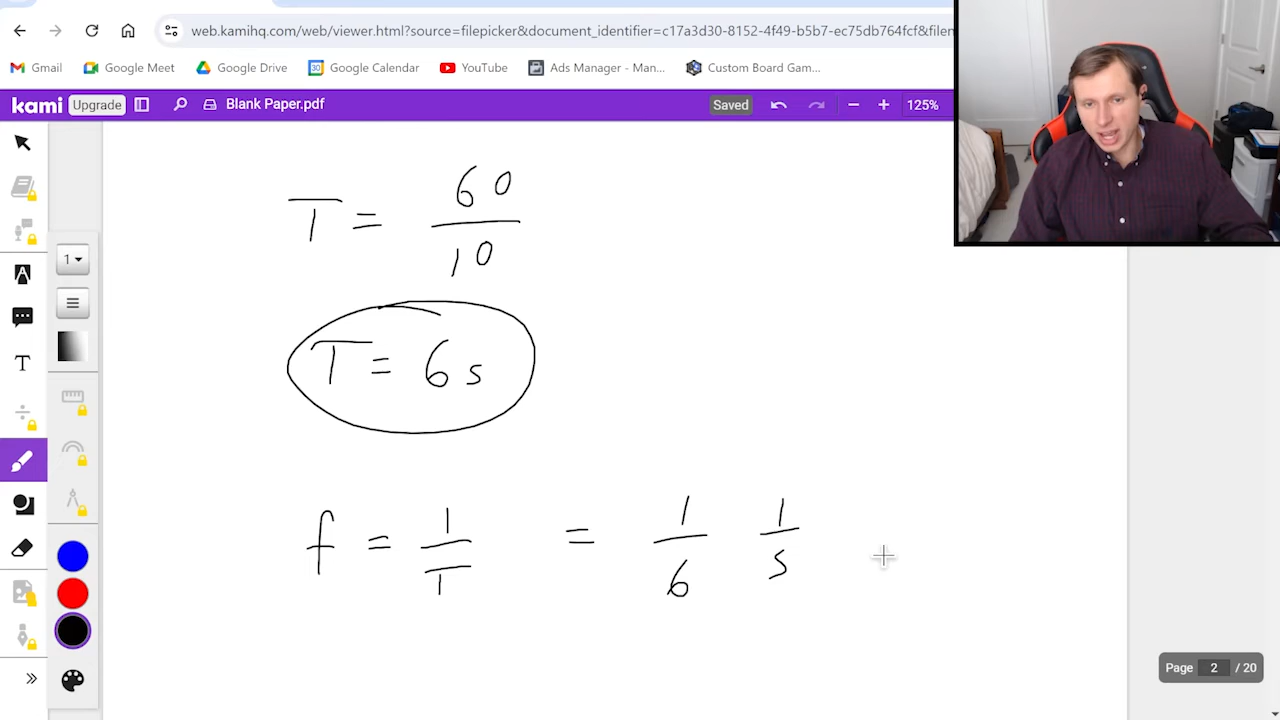 web.kamihq.com/web/viewer.html?source=filepicker&document_identifier=c17a3d30-8152-4f49-b5b7-ec75db764fcf&filen
Gmail Google Meet Google Drive 30 Google Calendar YouTube Ads Manager - Man... Custom Board Gam...
kami Upgrade Blank Paper.pdf Saved 125%
T = 60/10
1
T = 6 s
f = 1/T = 1/6 1/s
A
T
Page 2 / 20